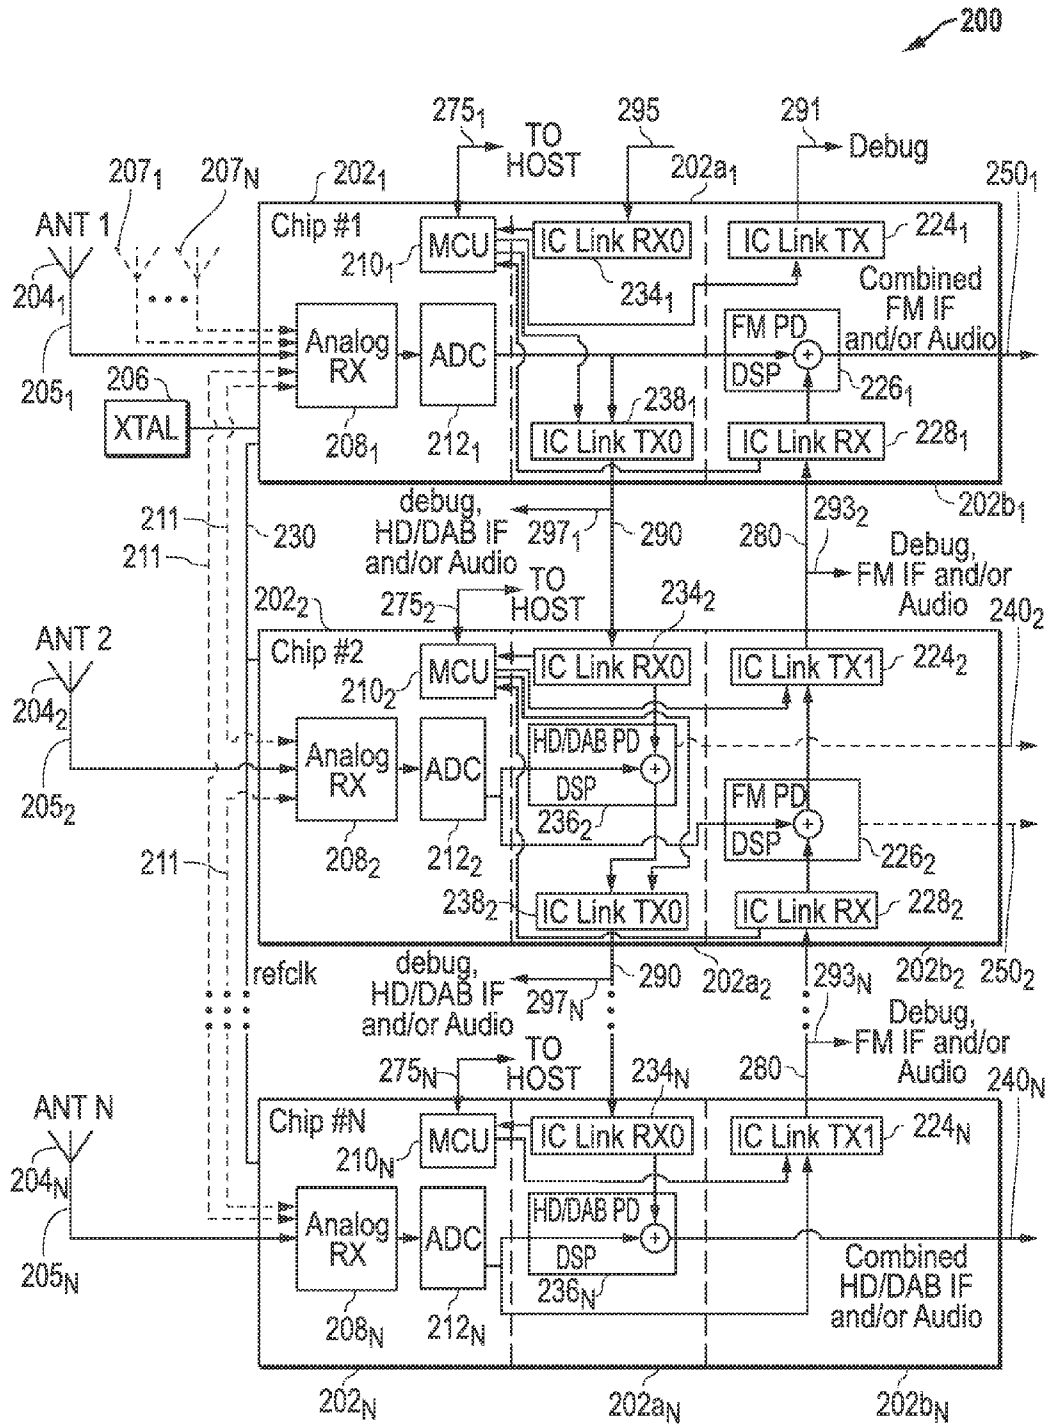 200
275₁
TO
HOST
295
291
Debug
207₁
207N
202₁
202a₁
250₁
ANT 1
Chip #1
MCU
IC Link RX0
IC Link TX
224₁
210₁
234₁
204₁
Combined
FM IF
and/or Audio
Analog
RX
ADC
FM PD
DSP
+
205₁
206
XTAL
208₁
212₁
238₁
226₁
IC Link TX0
IC Link RX
228₁
202b₁
211
211
230
debug,
HD/DAB IF
and/or Audio
297₁
290
280
293₂
Debug,
FM IF and/or
Audio
202₂
275₂
TO
HOST
234₂
240₂
ANT 2
Chip #2
MCU
IC Link RX0
IC Link TX1
224₂
210₂
204₂
HD/DAB PD
DSP
+
Analog
RX
ADC
FM PD
DSP
+
205₂
236₂
211
208₂
212₂
226₂
238₂
IC Link TX0
IC Link RX
228₂
refclk
debug,
HD/DAB IF
and/or Audio
297N
290
202a₂
293N
202b₂
250₂
Debug,
FM IF and/or
Audio
275N
TO
HOST
234N
280
240N
ANT N
Chip #N
MCU
IC Link RX0
IC Link TX1
224N
210N
204N
HD/DAB PD
DSP
+
Analog
RX
ADC
205N
236N
208N
212N
Combined
HD/DAB IF
and/or Audio
202N
202aN
202bN